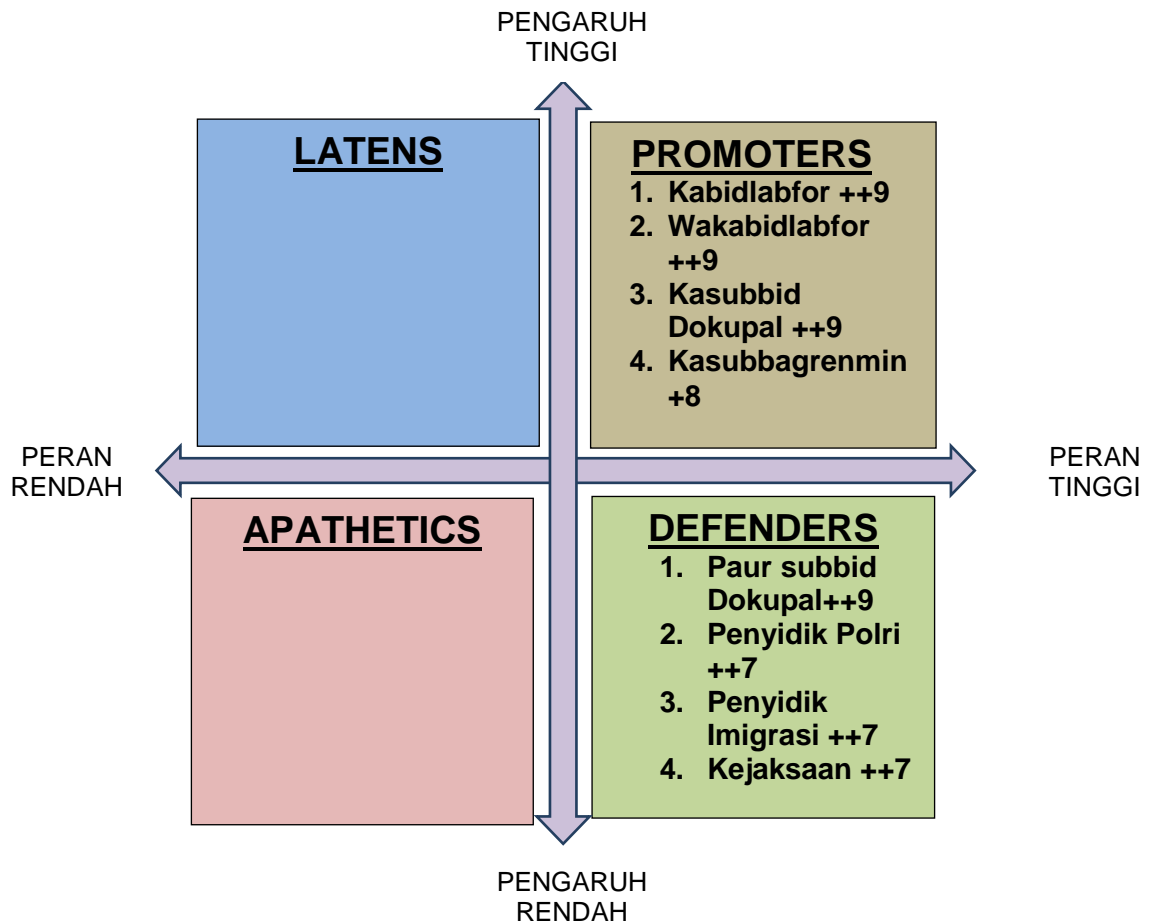 PENGARUH
TINGGI
LATENS
PROMOTERS
1. Kabidlabfor ++9
2. Wakabidlabfor
++9
3. Kasubbid
Dokupal ++9
4. Kasubbagrenmin
+8
PERAN
RENDAH
PERAN
TINGGI
APATHETICS
DEFENDERS
1. Paur subbid
Dokupal++9
2. Penyidik Polri
++7
3. Penyidik
Imigrasi ++7
4. Kejaksaan ++7
PENGARUH
RENDAH